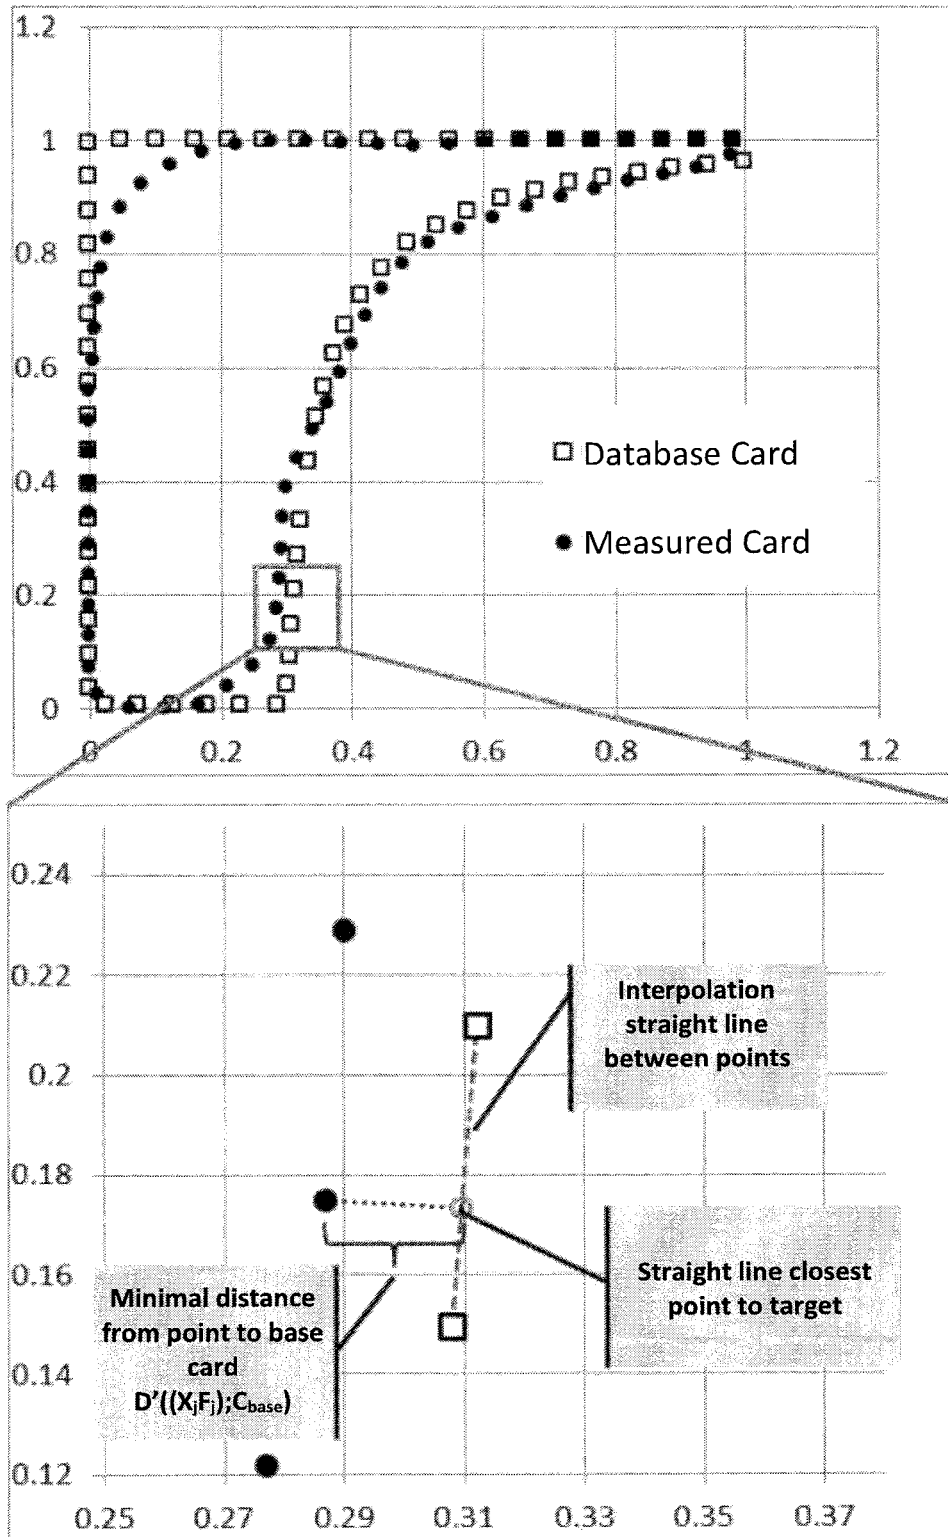 1.2
1
0.8
0.6
0.4
0.2
0
0 0.2 0.4 0.6 0.8 1 1.2
Database Card
Measured Card
0.24
0.22
0.2
0.18
0.16
0.14
0.12
0.25 0.27 0.29 0.31 0.33 0.35 0.37
Interpolation
straight line
between points
Straight line closest
point to target
Minimal distance
from point to base
card
D'((XjFj);Cbase)